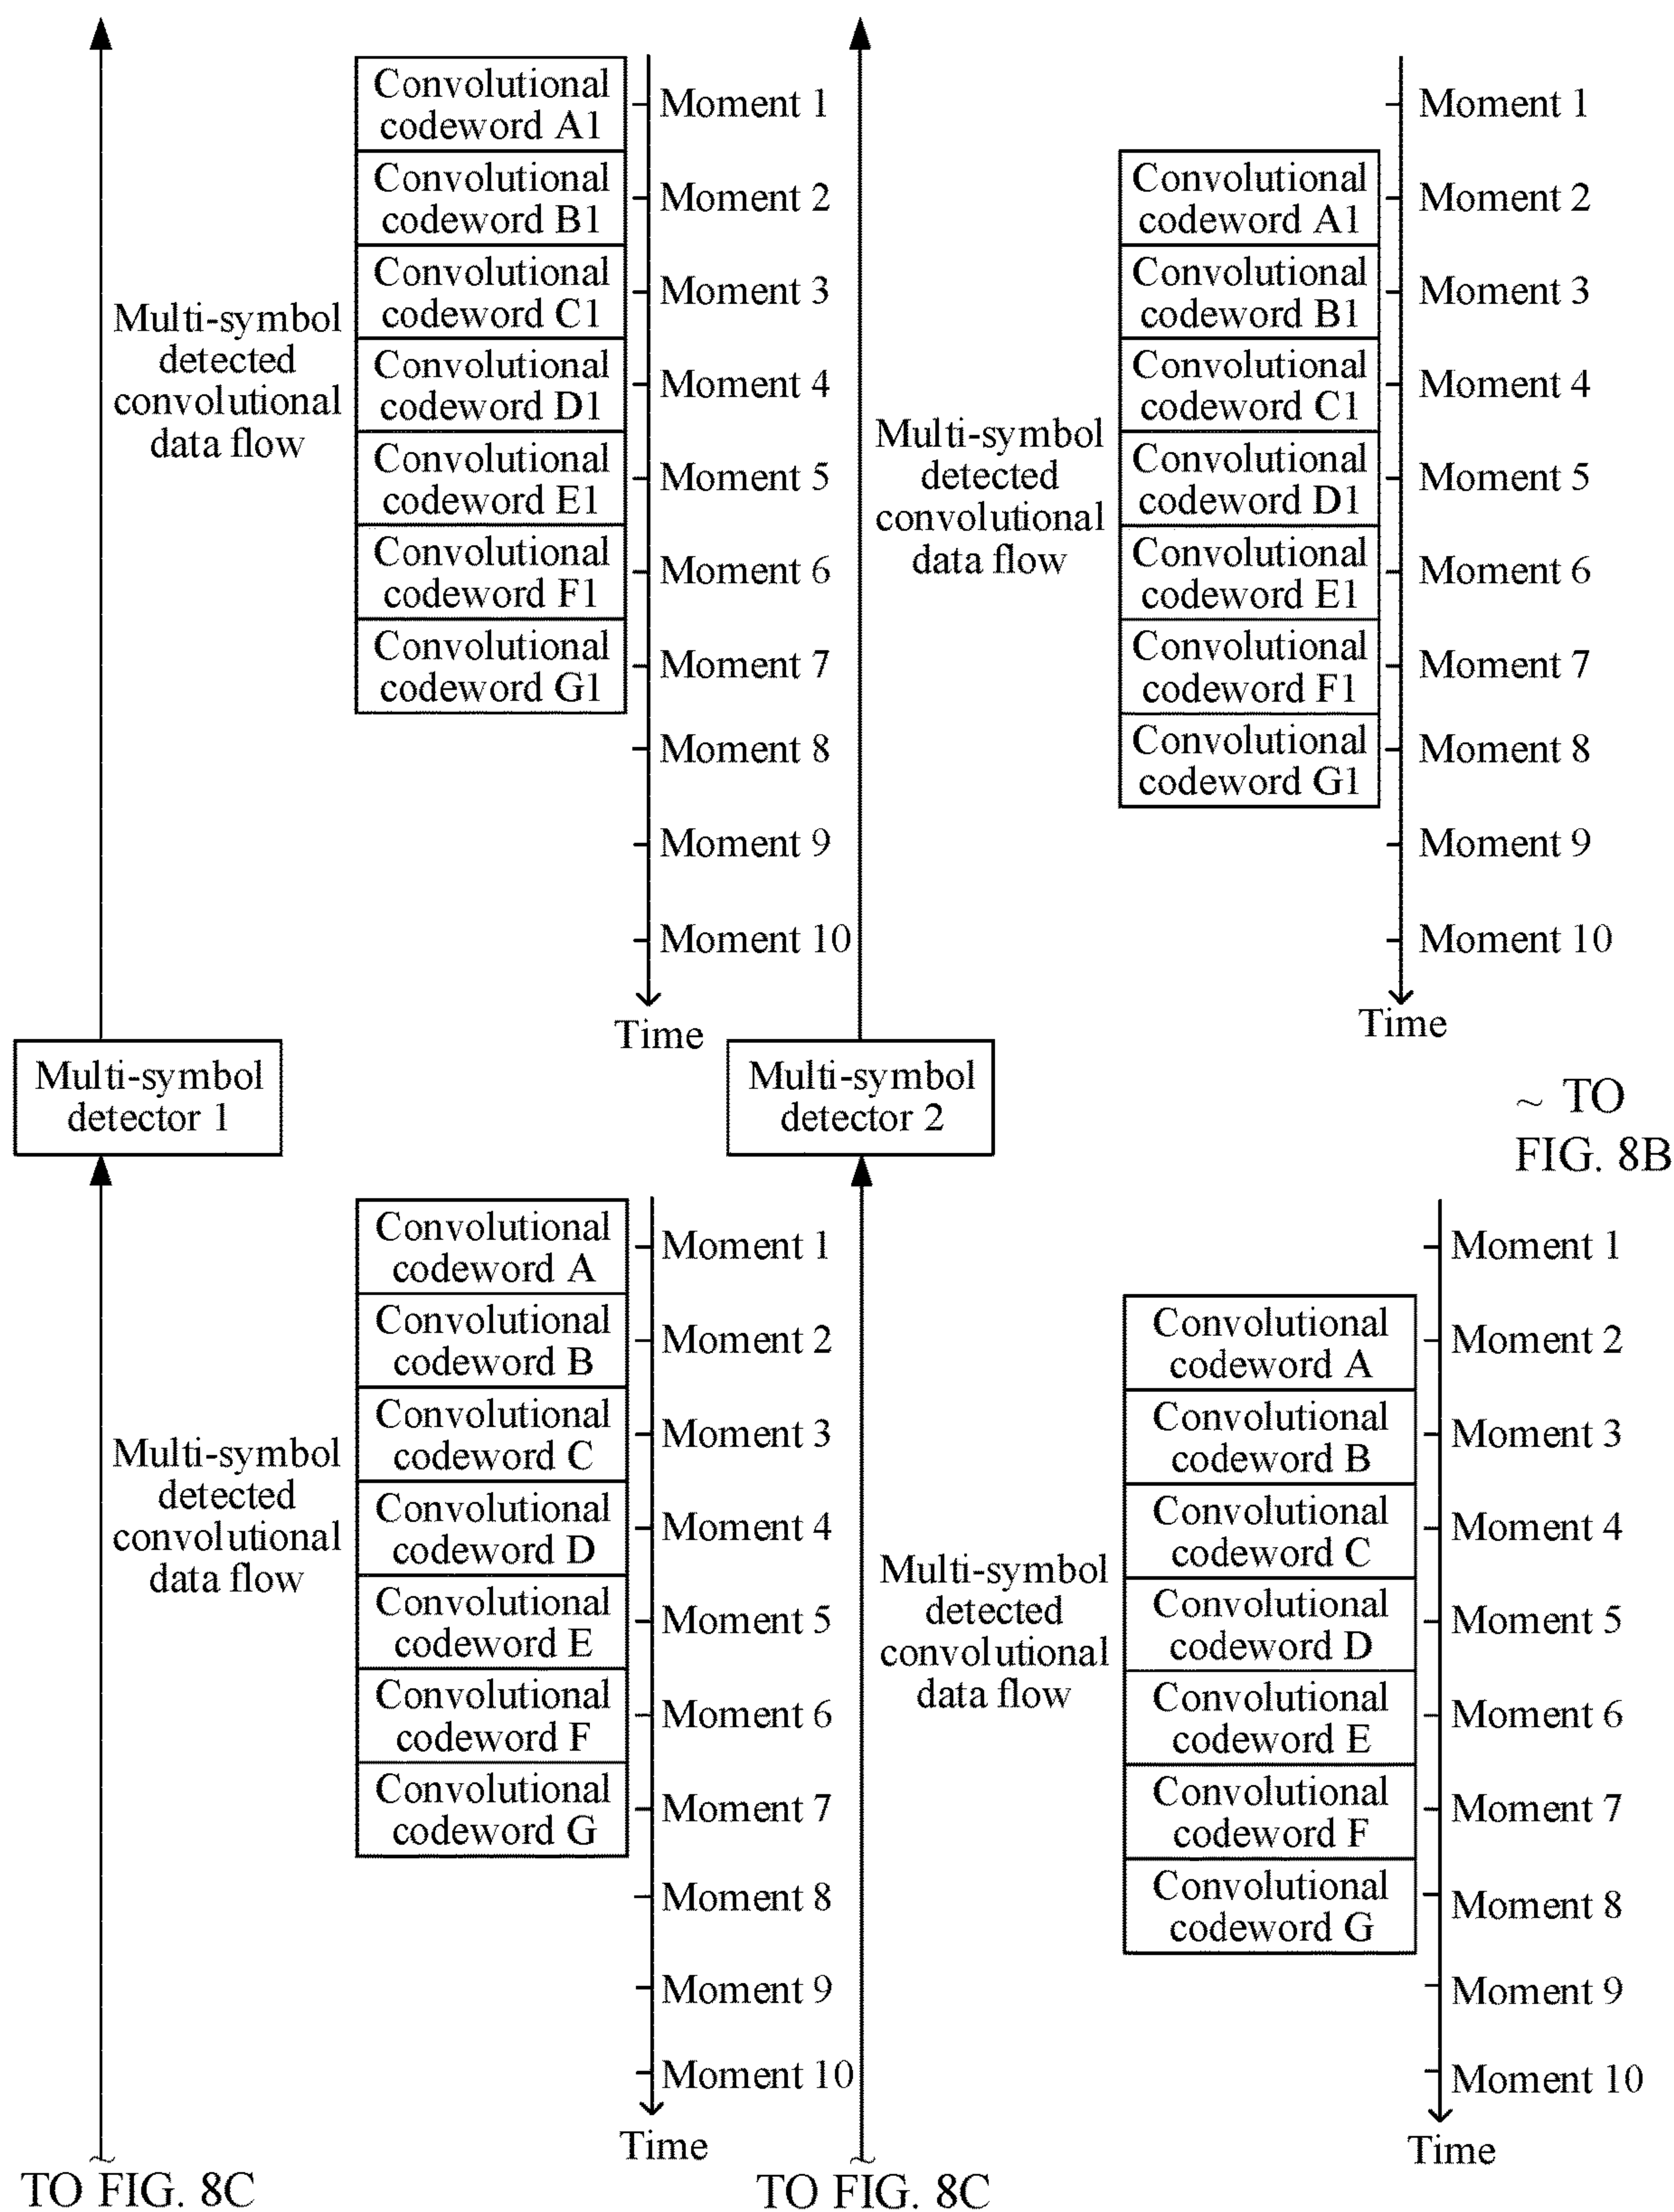 Convolutional
codeword A1
Convolutional
codeword B1
Convolutional
codeword C1
Convolutional
codeword D1
Convolutional
codeword E1
Convolutional
codeword F1
Convolutional
codeword G1
Multi-symbol
detected
convolutional
data flow
Moment 1
Moment 2
Moment 3
Moment 4
Moment 5
Moment 6
Moment 7
Moment 8
Moment 9
Moment 10
Time
Multi-symbol
detected
convolutional
data flow
Convolutional
codeword A1
Convolutional
codeword B1
Convolutional
codeword C1
Convolutional
codeword D1
Convolutional
codeword E1
Convolutional
codeword F1
Convolutional
codeword G1
Moment 1
Moment 2
Moment 3
Moment 4
Moment 5
Moment 6
Moment 7
Moment 8
Moment 9
Moment 10
Time
Multi-symbol
detector 1
Multi-symbol
detector 2
~ TO
FIG. 8B
Multi-symbol
detected
convolutional
data flow
Convolutional
codeword A
Convolutional
codeword B
Convolutional
codeword C
Convolutional
codeword D
Convolutional
codeword E
Convolutional
codeword F
Convolutional
codeword G
Moment 1
Moment 2
Moment 3
Moment 4
Moment 5
Moment 6
Moment 7
Moment 8
Moment 9
Moment 10
Time
Multi-symbol
detected
convolutional
data flow
Convolutional
codeword A
Convolutional
codeword B
Convolutional
codeword C
Convolutional
codeword D
Convolutional
codeword E
Convolutional
codeword F
Convolutional
codeword G
Moment 1
Moment 2
Moment 3
Moment 4
Moment 5
Moment 6
Moment 7
Moment 8
Moment 9
Moment 10
Time
~
TO FIG. 8C
~
TO FIG. 8C